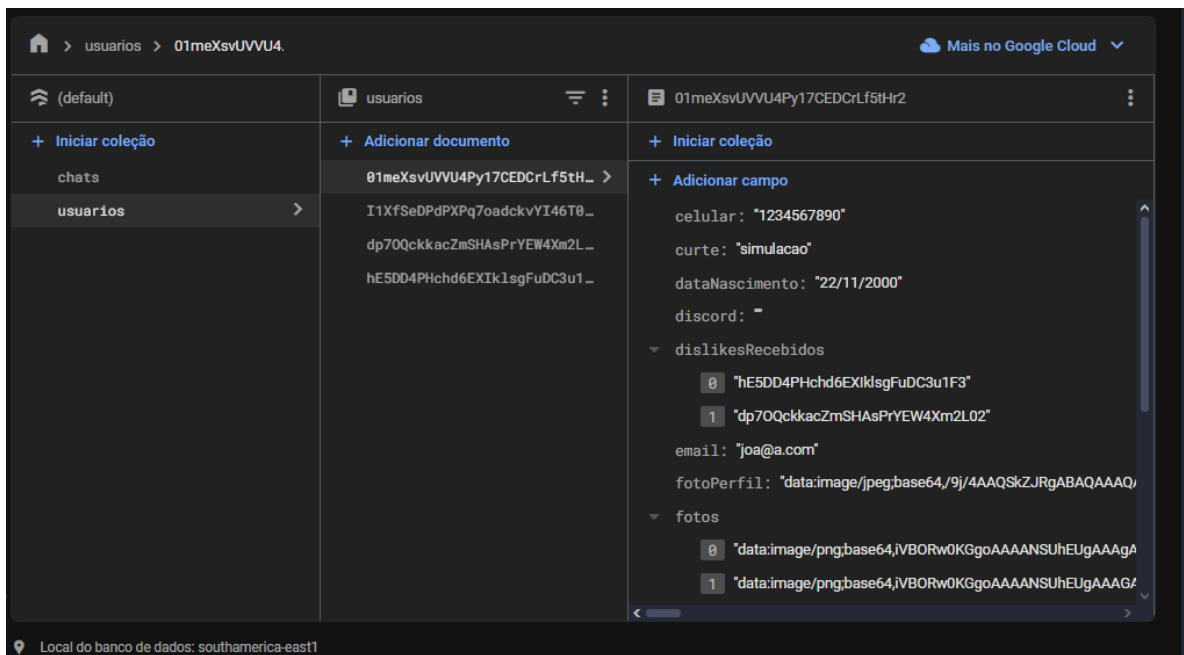 usuarios > 01meXsvUVVU4.
Mais no Google Cloud
(default)
+ Iniciar coleção
chats
usuarios >
usuarios
+ Adicionar documento
01meXsvUVVU4Py17CEDCrLf5tH… >
I1XfSeDPdPXPq7oadckvYI46T0…
dp7OQckkacZmSHAsPrYEW4Xm2L…
hE5DD4PHchd6EXIklsgFuDC3u1…
01meXsvUVVU4Py17CEDCrLf5tHr2
+ Iniciar coleção
+ Adicionar campo
celular: "1234567890"
curte: "simulacao"
dataNascimento: "22/11/2000"
discord: ""
dislikesRecebidos
0 "hE5DD4PHchd6EXIklsgFuDC3u1F3"
1 "dp7OQckkacZmSHAsPrYEW4Xm2L02"
email: "joa@a.com"
fotoPerfil: "data:image/jpeg;base64,/9j/4AAQSkZJRgABAQAAAQA
fotos
0 "data:image/png;base64,iVBORw0KGgoAAAANSUhEUgAAAgA
1 "data:image/png;base64,iVBORw0KGgoAAAANSUhEUgAAAGA
Local do banco de dados: southamerica-east1